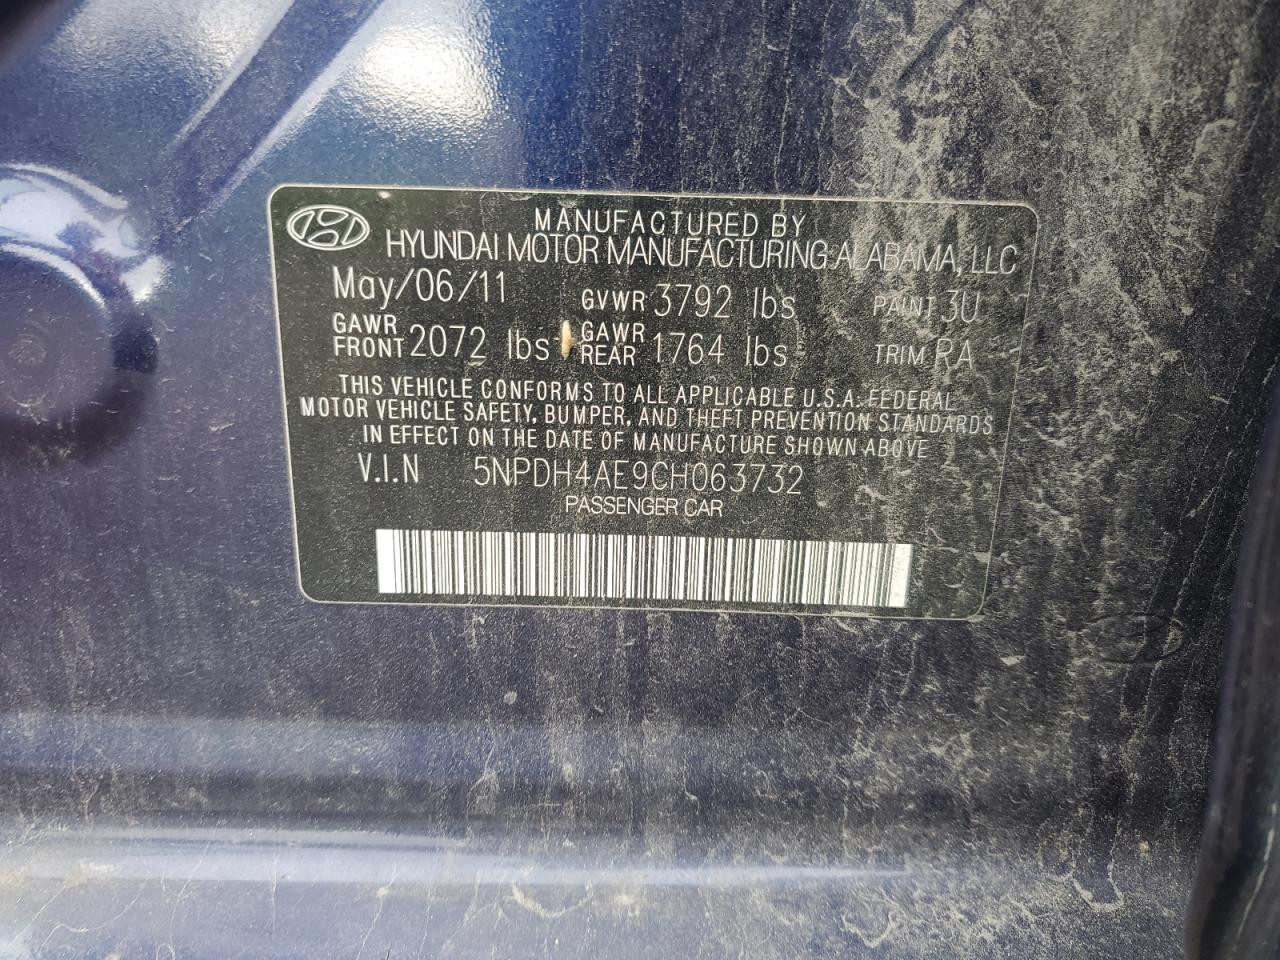 MANUFACTURED BY
HYUNDAI MOTOR MANUFACTURING ALABAMA, LLC
May/06/11 GVWR 3792 lbs PAINT 3U
GAWR FRONT 2072 lbs GAWR REAR 1764 lbs TRIM RA
THIS VEHICLE CONFORMS TO ALL APPLICABLE U.S.A. FEDERAL
MOTOR VEHICLE SAFETY, BUMPER, AND THEFT PREVENTION STANDARDS
IN EFFECT ON THE DATE OF MANUFACTURE SHOWN ABOVE
V.I.N 5NPDH4AE9CH063732
PASSENGER CAR